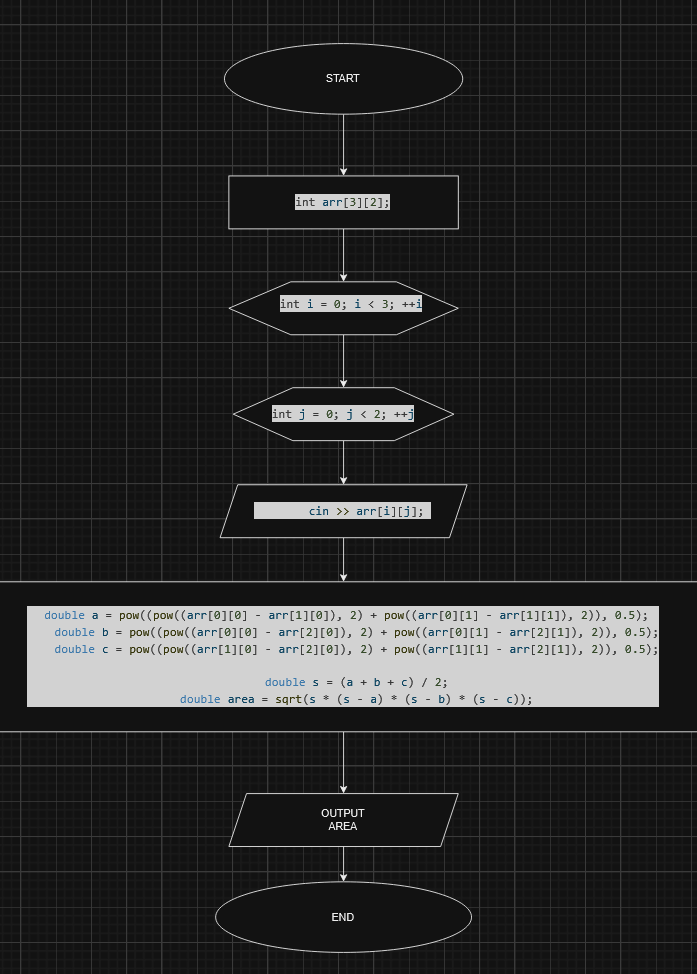 START
int arr[3][2];
int i = 0; i < 3; ++i
int j = 0; j < 2; ++j
cin >> arr[i][j];
double a = pow((pow((arr[0][0] - arr[1][0]), 2) + pow((arr[0][1] - arr[1][1]), 2)), 0.5);
double b = pow((pow((arr[0][0] - arr[2][0]), 2) + pow((arr[0][1] - arr[2][1]), 2)), 0.5);
double c = pow((pow((arr[1][0] - arr[2][0]), 2) + pow((arr[1][1] - arr[2][1]), 2)), 0.5);
double s = (a + b + c) / 2;
double area = sqrt(s * (s - a) * (s - b) * (s - c));
OUTPUT
AREA
END